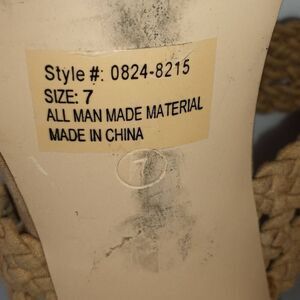 Style #: 0824-8215
SIZE: 7
ALL MAN MADE MATERIAL
MADE IN CHINA
7